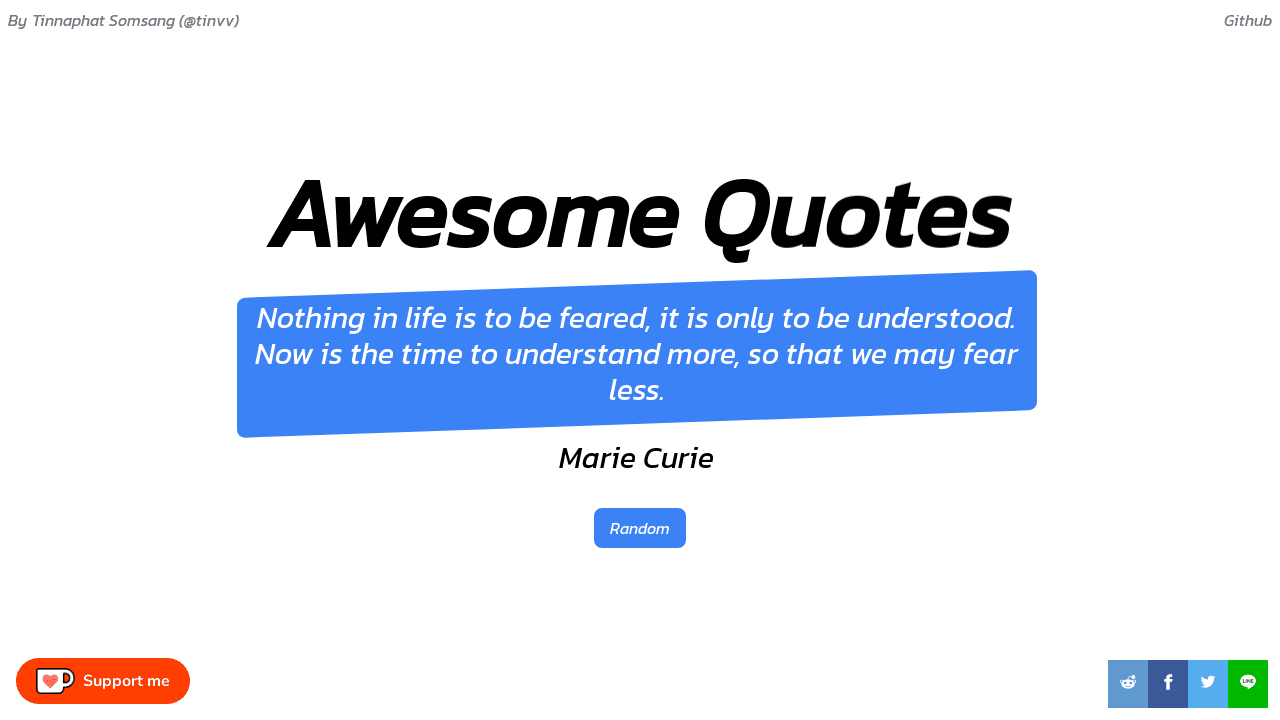 By Tinnaphat Somsang (@tinvv)
Github
Awesome Quotes
Nothing in life is to be feared, it is only to be understood.
Now is the time to understand more, so that we may fear
less.
Marie Curie
Random
Support me
LINE